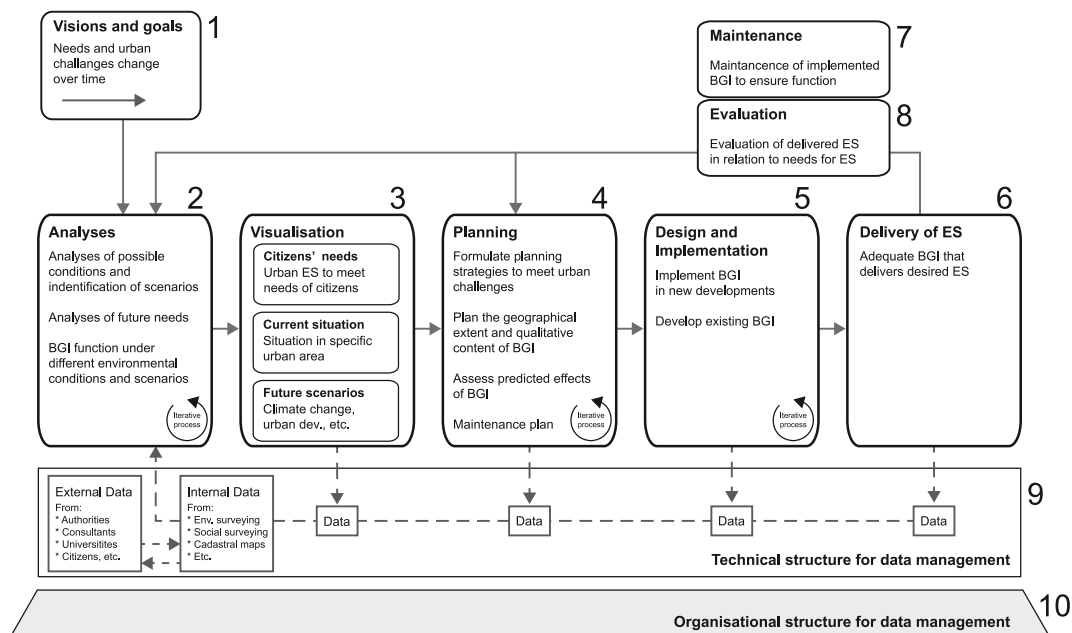 Visions and goals
1
Needs and urban
challanges change
over time
Maintenance
7
Maintancence of implemented
BGI to ensure function
Evaluation
8
Evaluation of delivered ES
in relation to needs for ES
2
Analyses
Analyses of possible
conditions and
indentification of scenarios
Analyses of future needs
BGI function under
different environmental
conditions and scenarios
Iterative
process
3
Visualisation
Citizens' needs
Urban ES to meet
needs of citizens
Current situation
Situation in specific
urban area
Future scenarios
Climate change,
urban dev., etc.
4
Planning
Formulate planning
strategies to meet urban
challenges
Plan the geographical
extent and qualitative
content of BGI
Assess predicted effects
of BGI
Maintenance plan
Iterative
process
5
Design and
Implementation
Implement BGI
in new developments
Develop existing BGI
Iterative
process
6
Delivery of ES
Adequate BGI that
delivers desired ES
9
External Data
From:
* Authorities
* Consultants
* Universitites
* Citizens, etc.
Internal Data
From:
* Env. surveying
* Social surveying
* Cadastral maps
* Etc.
Data
Data
Data
Data
Technical structure for data management
10
Organisational structure for data management